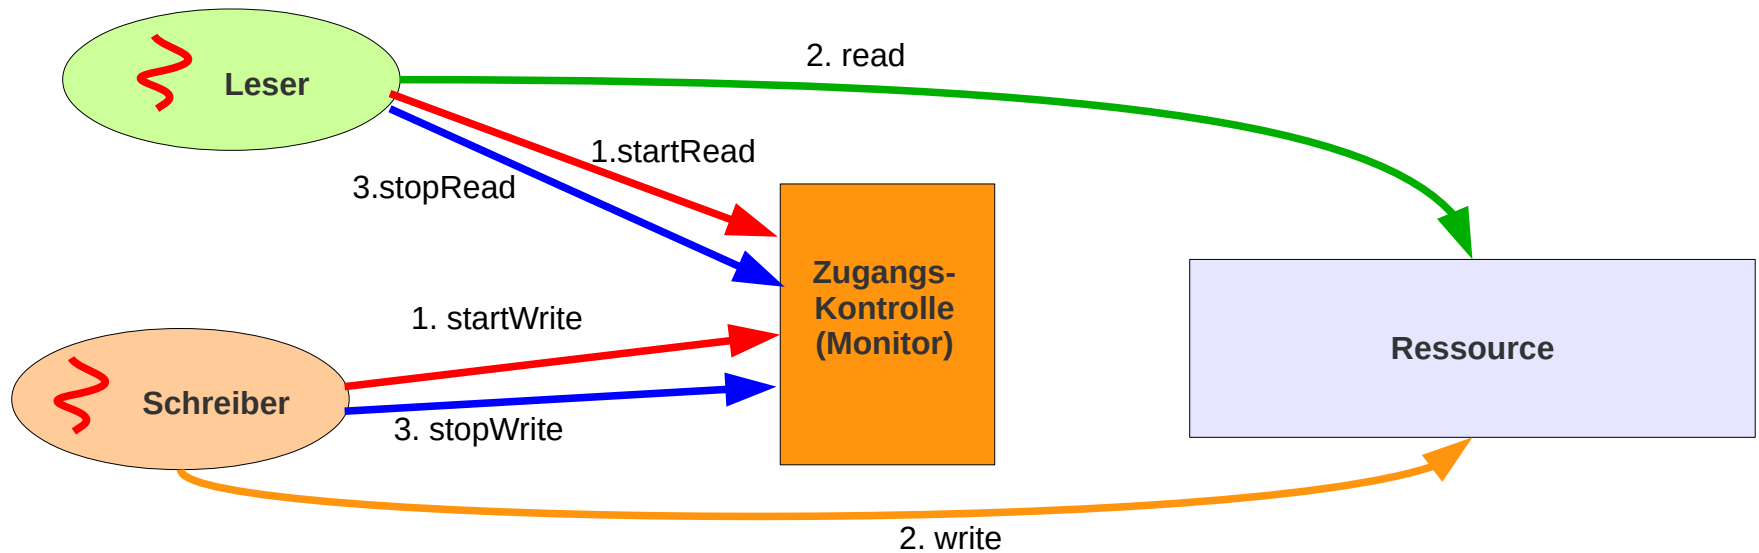 2. read
Leser
1.startRead
3.stopRead
Zugangs-
Kontrolle
(Monitor)
1. startWrite
Ressource
Schreiber
3. stopWrite
2. write